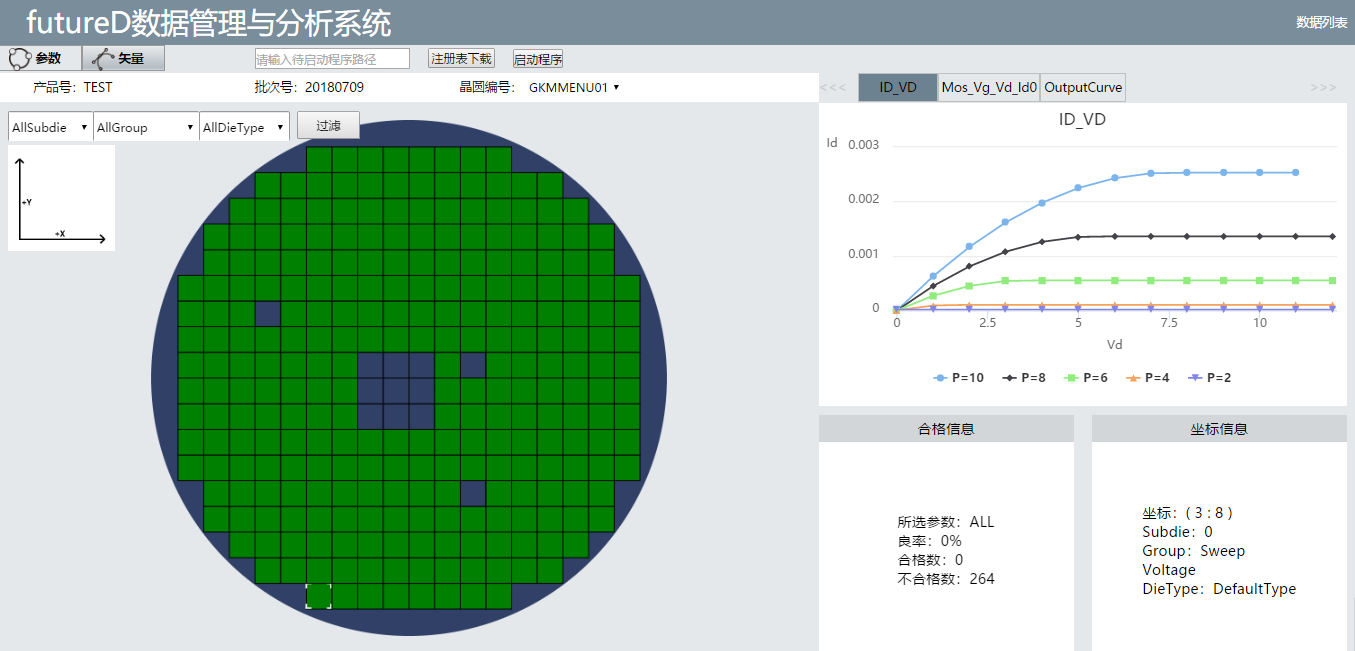 futureD数据管理与分析系统
数据列表
参数 矢量 请输入待启动程序路径 注册表下载 启动程序
产品号：TEST 批次号：20180709 晶圆编号： GKMMENU01
<<< ID_VD Mos_Vg_Vd_Id0 OutputCurve >>>
AllSubdie AllGroup AllDieType 过滤
+Y
+X
ID_VD
Id
0.003
0.002
0.001
0
0 2.5 5 7.5 10
Vd
P=10 P=8 P=6 P=4 P=2
合格信息
所选参数：ALL
良率：0%
合格数：0
不合格数：264
坐标信息
坐标：( 3 : 8 )
Subdie：0
Group：Sweep
Voltage
DieType：DefaultType